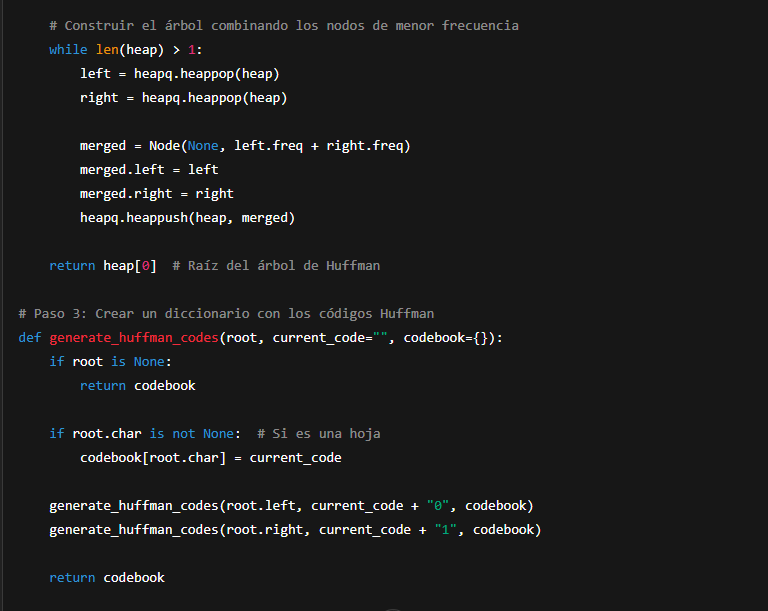 # Construir el árbol combinando los nodos de menor frecuencia
while len(heap) > 1:
left = heapq.heappop(heap)
right = heapq.heappop(heap)
merged = Node(None, left.freq + right.freq)
merged.left = left
merged.right = right
heapq.heappush(heap, merged)
return heap[0]  # Raíz del árbol de Huffman
# Paso 3: Crear un diccionario con los códigos Huffman
def generate_huffman_codes(root, current_code="", codebook={}):
if root is None:
return codebook
if root.char is not None:  # Si es una hoja
codebook[root.char] = current_code
generate_huffman_codes(root.left, current_code + "0", codebook)
generate_huffman_codes(root.right, current_code + "1", codebook)
return codebook